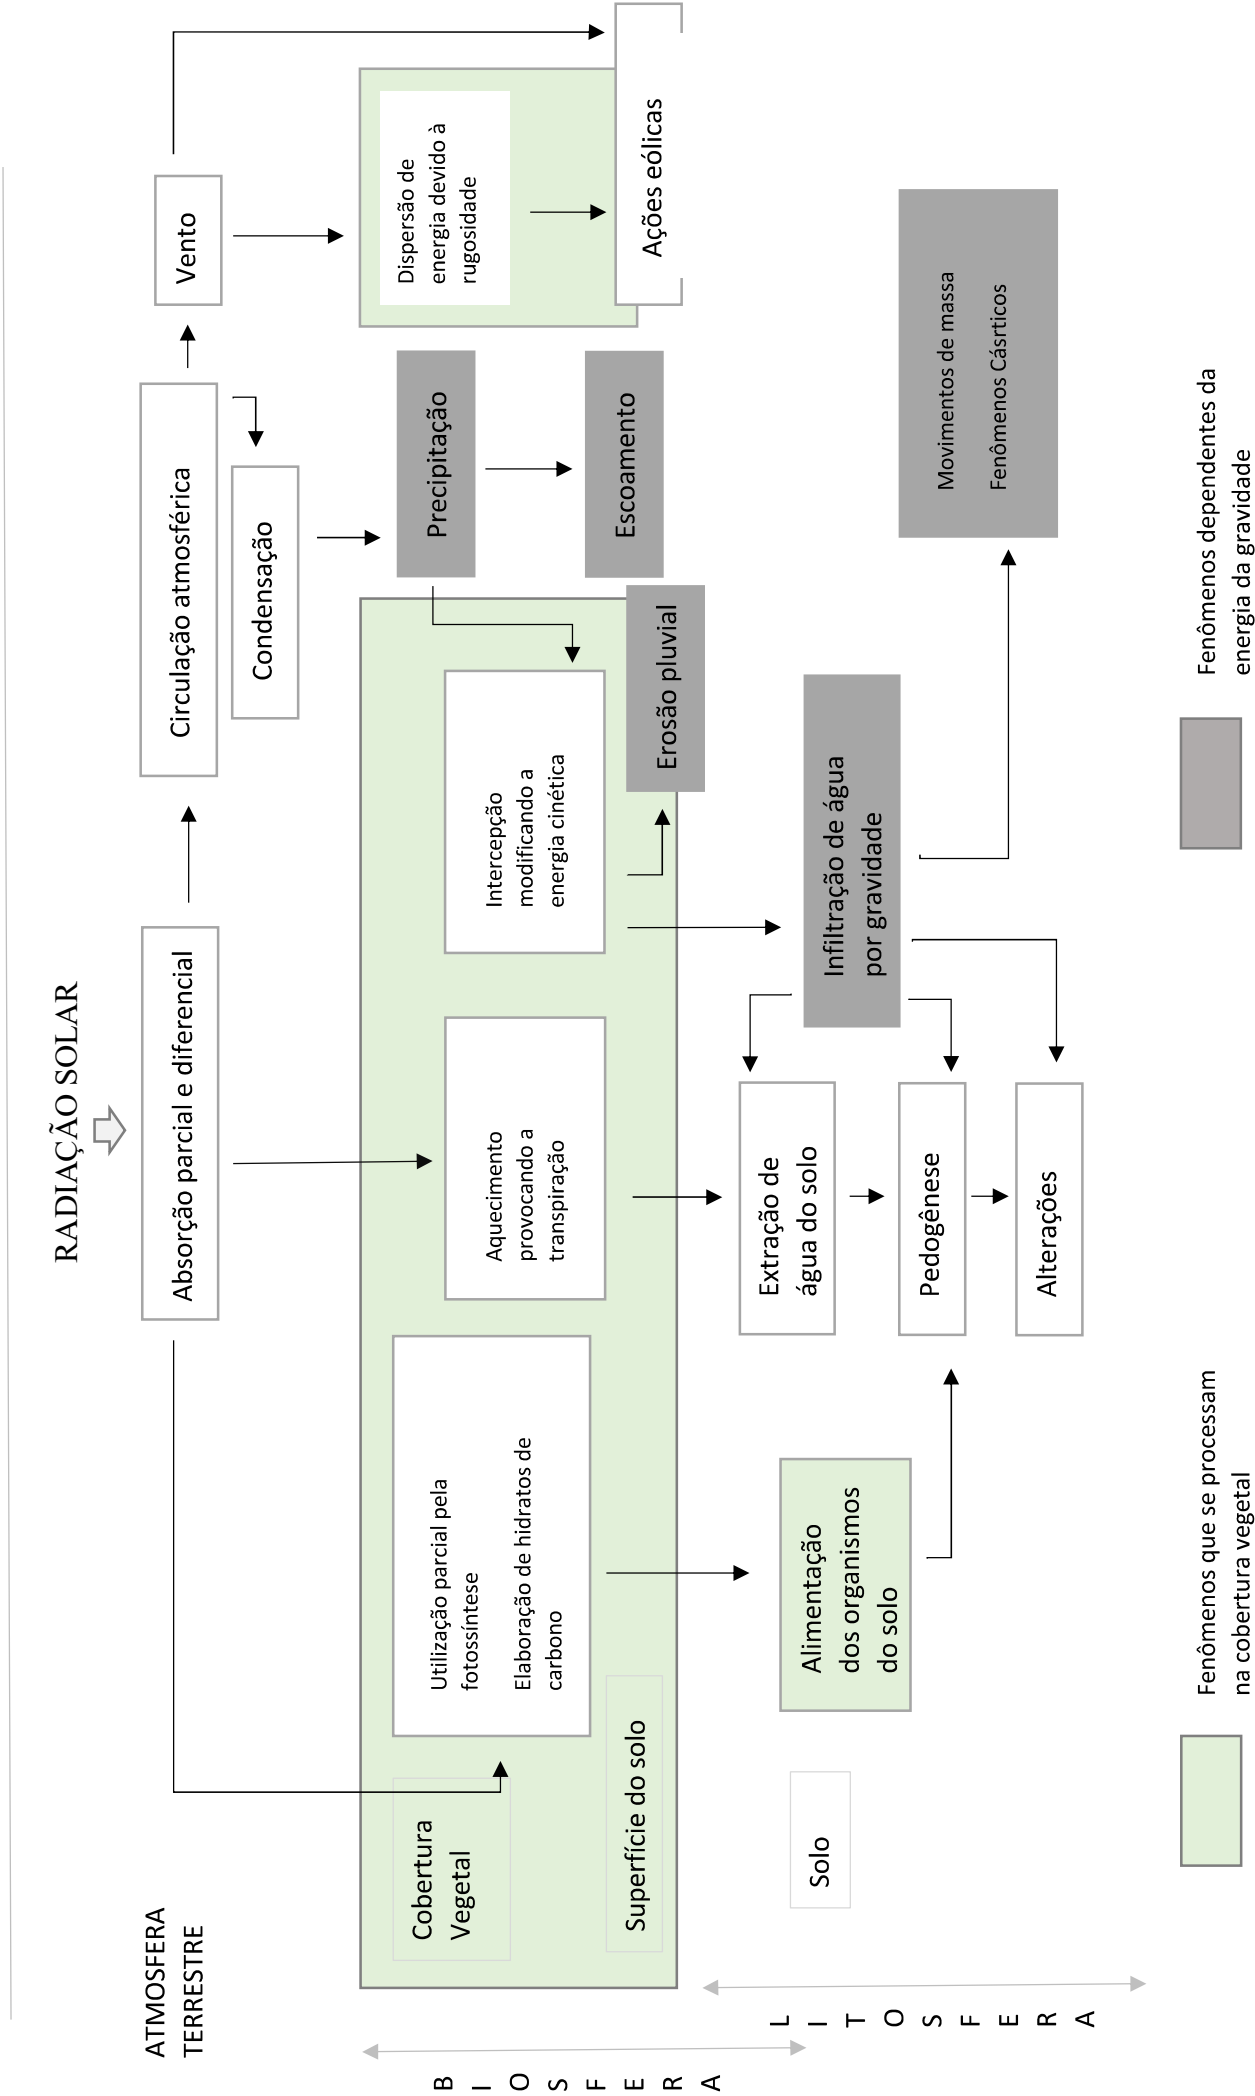 RADIAÇÃO SOLAR
ATMOSFERA
TERRESTRE
Absorção parcial e diferencial
Circulação atmosférica
Vento
Condensação
Cobertura
Vegetal
Utilização parcial pela
fotossíntese
Elaboração de hidratos de
carbono
Aquecimento
provocando a
transpiração
Intercepção
modificando a
energia cinética
Precipitação
Dispersão de
energia devido à
rugosidade
Superfície do solo
Erosão pluvial
Escoamento
Ações eólicas
B
I
O
S
F
E
R
A
L
I
T
O
S
F
E
R
A
Solo
Alimentação
dos organismos
do solo
Extração de
água do solo
Infiltração de água
por gravidade
Pedogênese
Alterações
Movimentos de massa
Fenômenos Cásrticos
Fenômenos que se processam
na cobertura vegetal
Fenômenos dependentes da
energia da gravidade